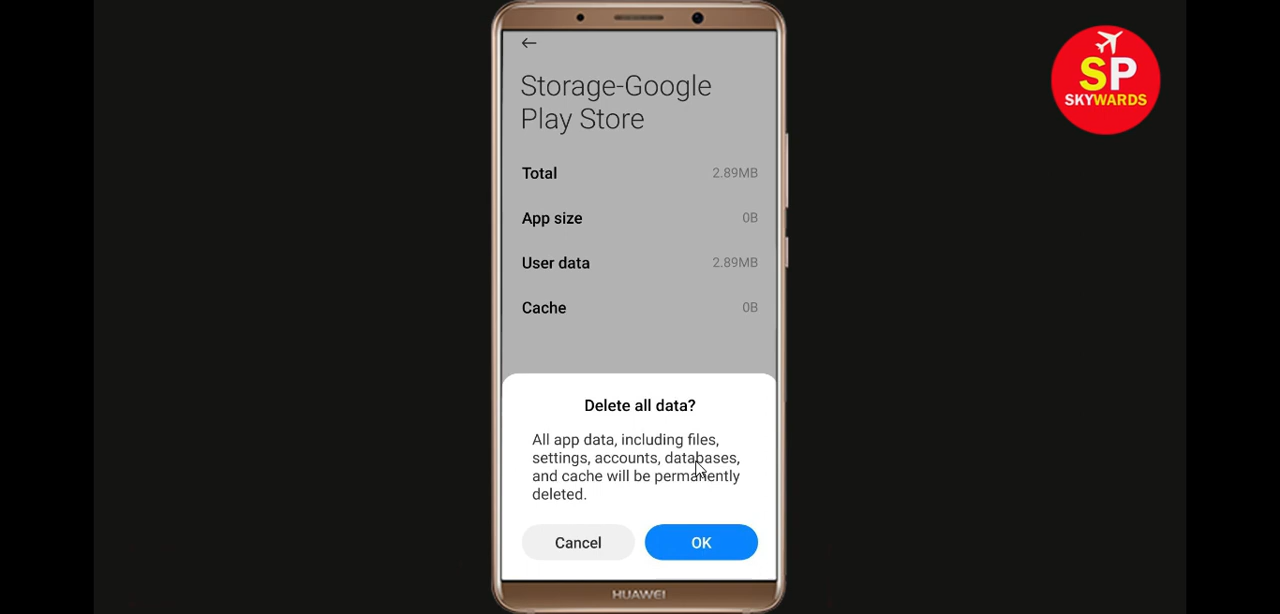 SP
SKYWARDS
Storage-Google
Play Store
Total 2.89MB
App size 0B
User data 2.89MB
Cache 0B
Delete all data?
All app data, including files,
settings, accounts, databases,
and cache will be permanently
deleted.
Cancel OK
HUAWEI